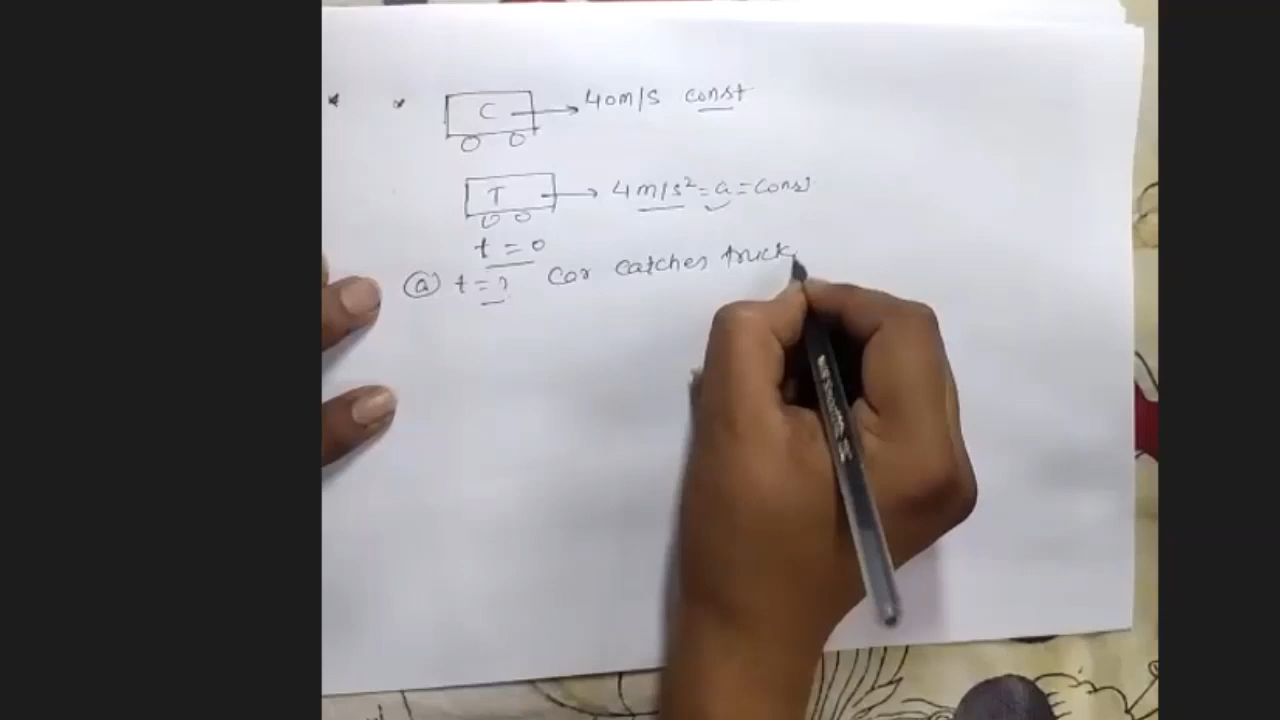 C 40m/s const
T 4m/s² = a = const
t = 0
ⓐ t = ? Car catches truck